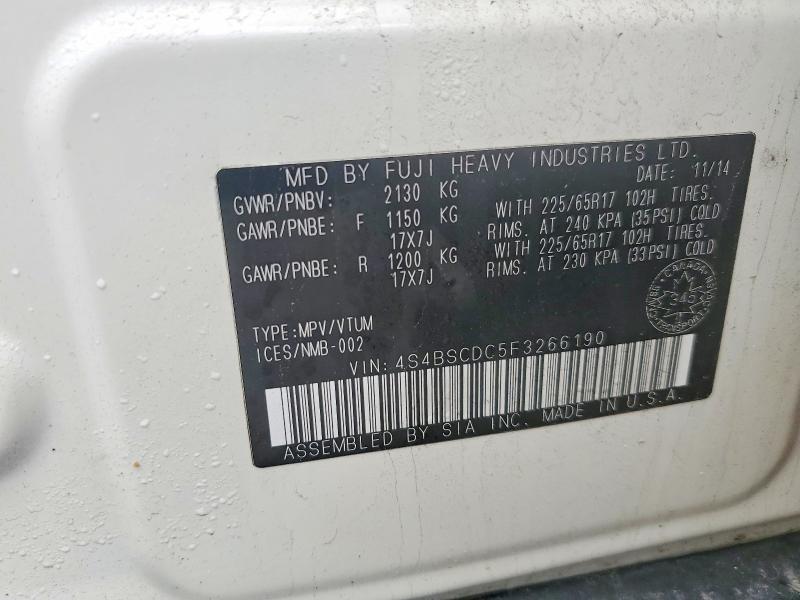 MFD BY FUJI HEAVY INDUSTRIES LTD.
DATE: 11/14
GVWR/PNBV: 2130 KG
GAWR/PNBE: F 1150 KG WITH 225/65R17 102H TIRES.
17X7J RIMS. AT 240 KPA (35PSI) COLD
GAWR/PNBE: R 1200 KG WITH 225/65R17 102H TIRES.
17X7J RIMS. AT 230 KPA (33PSI) COLD
CANADA
345
TRANSPORT
TYPE:MPV/VTUM
ICES/NMB-002
VIN: 4S4BSCDC5F3266190
ASSEMBLED BY SIA INC. MADE IN U.S.A.